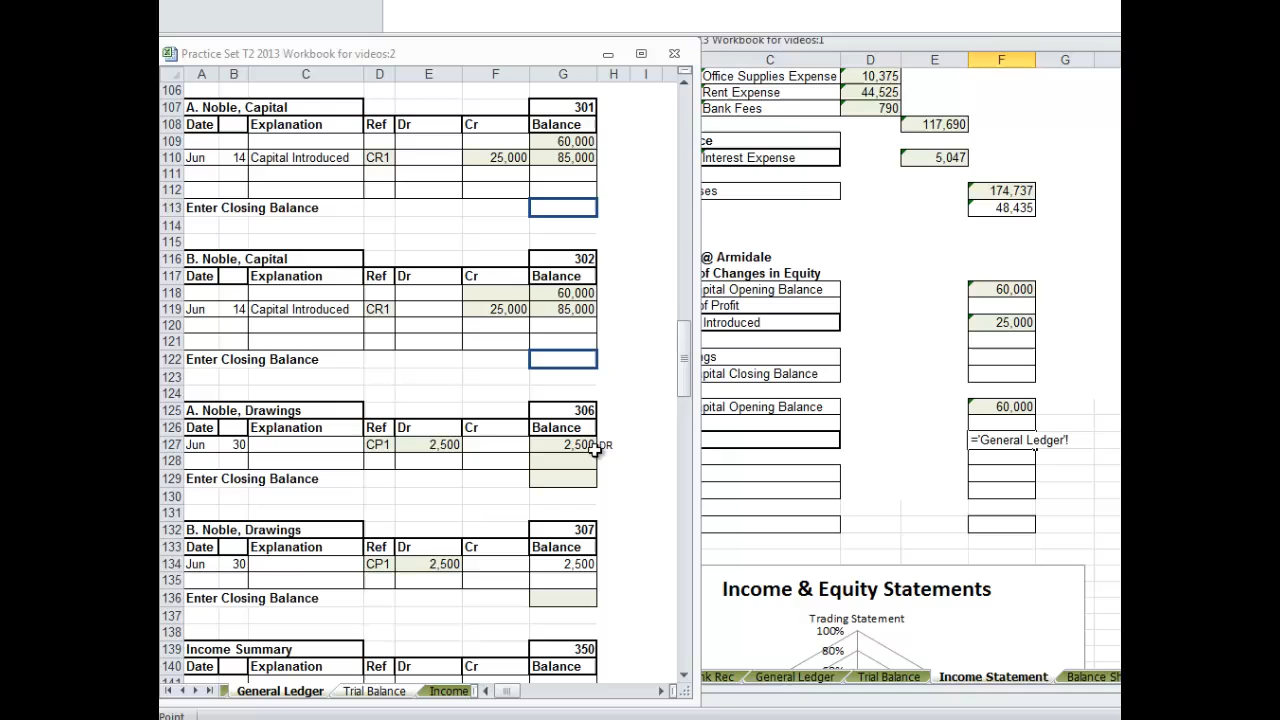 Practice Set T2 2013 Workbook for videos:2
A B C D E F G H I
106
107 A. Noble, Capital 301
108 Date Explanation Ref Dr Cr Balance
109 60,000
110 Jun 14 Capital Introduced CR1 25,000 85,000
111
112
113 Enter Closing Balance
114
115
116 B. Noble, Capital 302
117 Date Explanation Ref Dr Cr Balance
118 60,000
119 Jun 14 Capital Introduced CR1 25,000 85,000
120
121
122 Enter Closing Balance
123
124
125 A. Noble, Drawings 306
126 Date Explanation Ref Dr Cr Balance
127 Jun 30 CP1 2,500 2,500 DR
128
129 Enter Closing Balance
130
131
132 B. Noble, Drawings 307
133 Date Explanation Ref Dr Cr Balance
134 Jun 30 CP1 2,500 2,500
135
136 Enter Closing Balance
137
138
139 Income Summary 350
140 Date Explanation Ref Dr Cr Balance
General Ledger Trial Balance Income
Point
13 Workbook for videos:1
C D E F G
Office Supplies Expense 10,375
Rent Expense 44,525
Bank Fees 790
117,690
ce
Interest Expense 5,047
ses 174,737
48,435
@ Armidale
of Changes in Equity
pital Opening Balance 60,000
of Profit
Introduced 25,000
gs
pital Closing Balance
pital Opening Balance 60,000
='General Ledger'!
Income & Equity Statements
Trading Statement
100%
80%
nk Rec General Ledger Trial Balance Income Statement Balance Sh